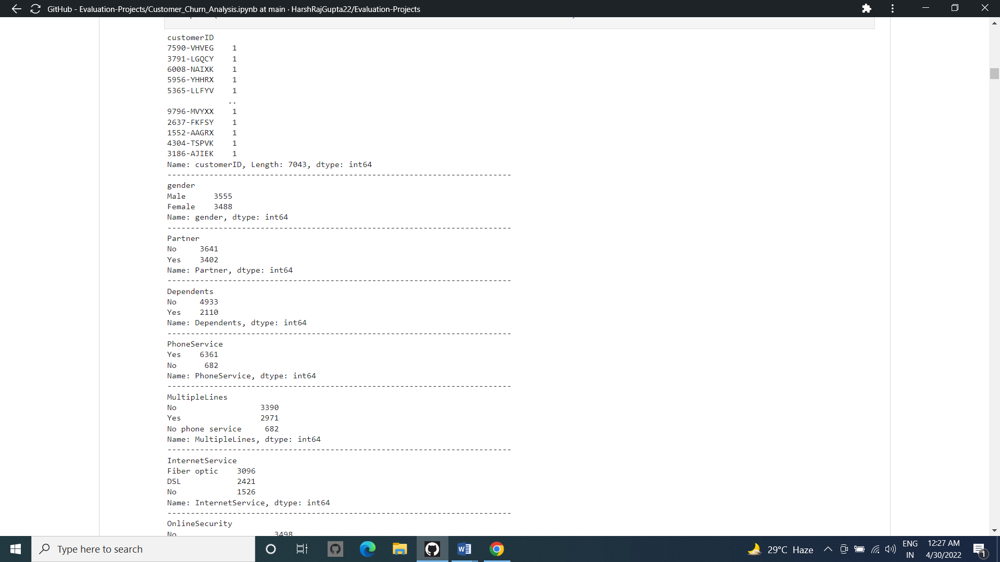 GitHub - Evaluation-Projects/Customer_Churn_Analysis.ipynb at main · HarshRajGupta22/Evaluation-Projects
customerID
7590-VHVEG    1
3791-LGQCY    1
6008-NAIXK    1
5956-YHHRX    1
5365-LLFYV    1
             ..
9796-MVYXX    1
2637-FKFSY    1
1552-AAGRX    1
4304-TSPVK    1
3186-AJIEK    1
Name: customerID, Length: 7043, dtype: int64
--------------------------------------------------------------------------
gender
Male      3555
Female    3488
Name: gender, dtype: int64
--------------------------------------------------------------------------
Partner
No     3641
Yes    3402
Name: Partner, dtype: int64
--------------------------------------------------------------------------
Dependents
No     4933
Yes    2110
Name: Dependents, dtype: int64
--------------------------------------------------------------------------
PhoneService
Yes    6361
No      682
Name: PhoneService, dtype: int64
--------------------------------------------------------------------------
MultipleLines
No                  3390
Yes                 2971
No phone service     682
Name: MultipleLines, dtype: int64
--------------------------------------------------------------------------
InternetService
Fiber optic    3096
DSL            2421
No             1526
Name: InternetService, dtype: int64
--------------------------------------------------------------------------
OnlineSecurity
No                     3498
Type here to search
29°C Haze
ENG
IN
12:27 AM
4/30/2022
1